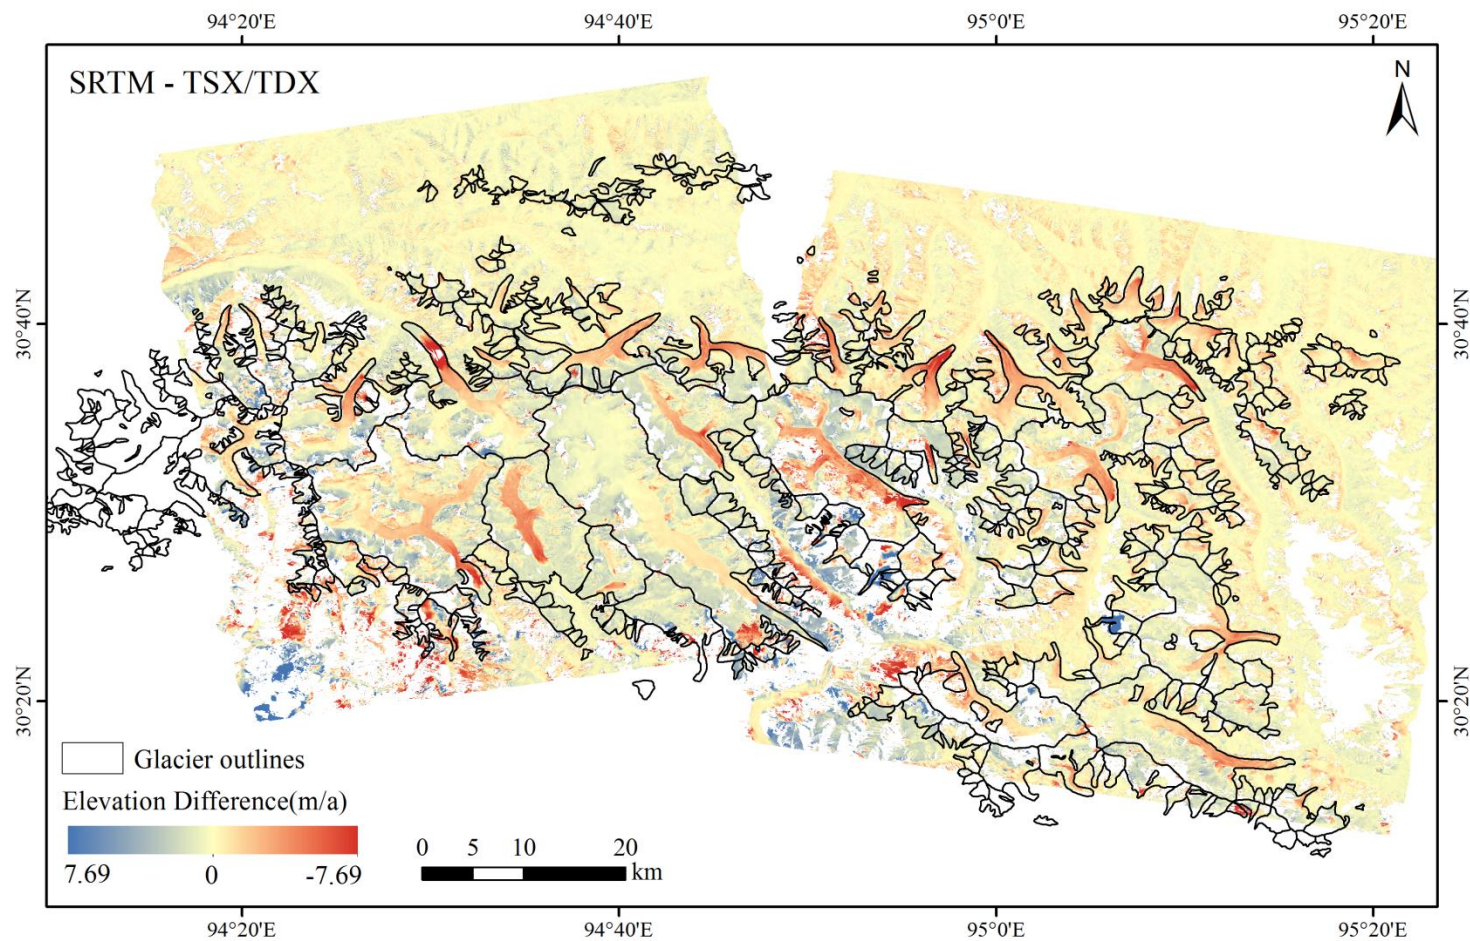 94°20'E 94°40'E 95°0'E 95°20'E
SRTM - TSX/TDX
N
30°40'N 30°40'N
30°20'N 30°20'N
Glacier outlines
Elevation Difference(m/a)
7.69 0 -7.69
0 5 10 20
km
94°20'E 94°40'E 95°0'E 95°20'E